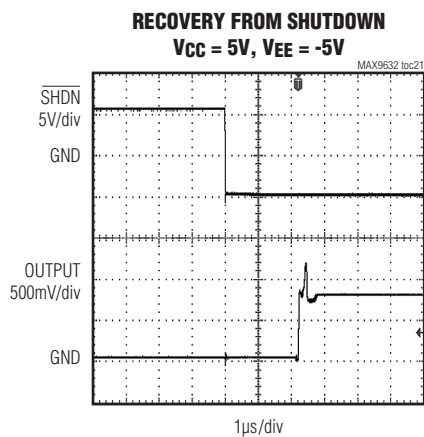 RECOVERY FROM SHUTDOWN
VCC = 5V, VEE = -5V
MAX9632 toc21
SHDN
5V/div
GND
OUTPUT
500mV/div
GND
1µs/div